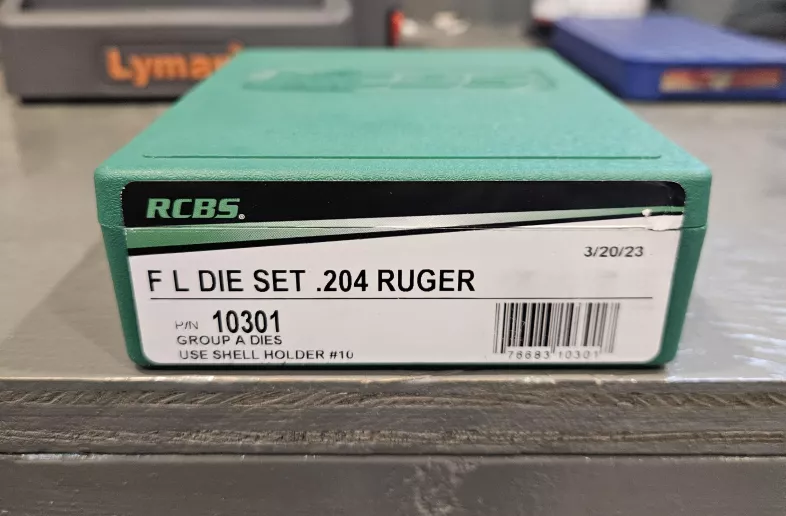 Lyman
RCBS.
3/20/23
F L DIE SET .204 RUGER
P/N 10301
GROUP A DIES
USE SHELL HOLDER #10
76683 10301